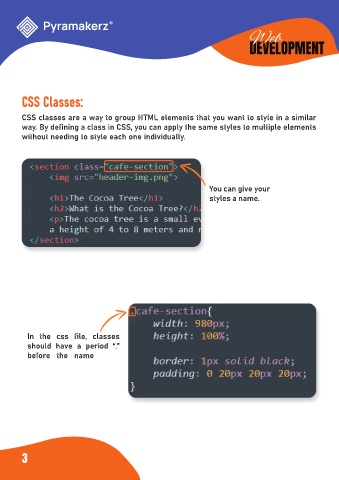 Pyramakerz®
Web
DEVELOPMENT
CSS Classes:
CSS classes are a way to group HTML elements that you want to style in a similar
way. By defining a class in CSS, you can apply the same styles to multiple elements
without needing to style each one individually.
<section class="cafe-section">
<img src="header-img.png">
<h1>The Cocoa Tree</h1>
<h2>What is the Cocoa Tree?</h2
<p>The cocoa tree is a small ev
a height of 4 to 8 meters and r
</section>
You can give your
styles a name.
.cafe-section{
width: 980px;
height: 100%;
border: 1px solid black;
padding: 0 20px 20px 20px;
}
In the css file, classes
should have a period "."
before the name
3